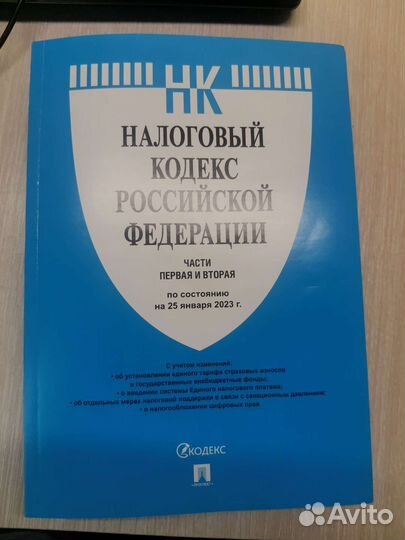 НК
НАЛОГОВЫЙ
КОДЕКС
РОССИЙСКОЙ
ФЕДЕРАЦИИ
ЧАСТИ
ПЕРВАЯ И ВТОРАЯ
по состоянию
на 25 января 2023 г.
С учетом изменений:
• об установлении единого тарифа страховых взносов
в государственные внебюджетные фонды;
• о введении системы Единого налогового платежа;
• об отдельных мерах налоговой поддержки в связи с санкционным давлением;
• о налогообложении цифровых прав
КОДЕКС
•ПРОСПЕКТ•
Avito